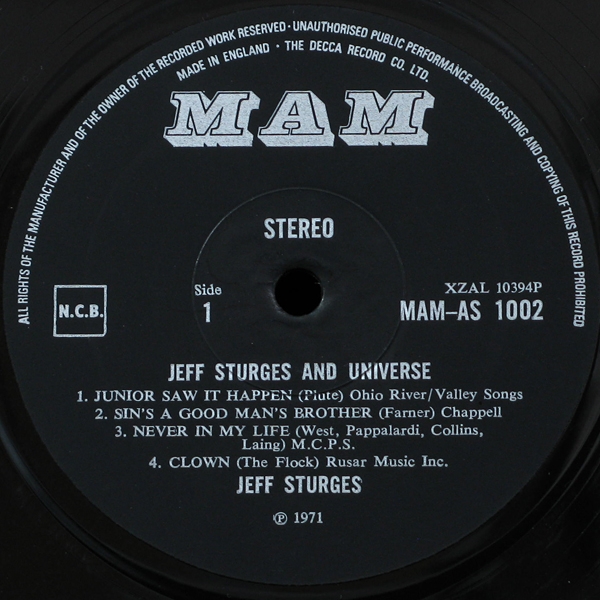 ALL RIGHTS OF THE MANUFACTURER AND OF THE OWNER OF THE RECORDED WORK RESERVED · UNAUTHORISED PUBLIC PERFORMANCE BROADCASTING AND COPYING OF THIS RECORD PROHIBITED
MADE IN ENGLAND · THE DECCA RECORD CO. LTD.
MAM
STEREO
Side
1
N.C.B.
XZAL 10394P
MAM–AS 1002
JEFF STURGES AND UNIVERSE
1. JUNIOR SAW IT HAPPEN (Plute) Ohio River/Valley Songs
2. SIN'S A GOOD MAN'S BROTHER (Farner) Chappell
3. NEVER IN MY LIFE (West, Pappalardi, Collins,
Laing) M.C.P.S.
4. CLOWN (The Flock) Rusar Music Inc.
JEFF STURGES
℗ 1971